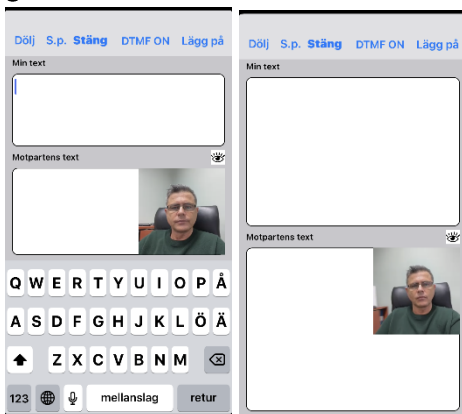 Dölj S.p. Stäng DTMF ON Lägg på
Min text
Motpartens text
Q W E R T Y U I O P Å
A S D F G H J K L Ö Ä
Z X C V B N M
123 mellanslag retur
Dölj S.p. Stäng DTMF ON Lägg på
Min text
Motpartens text